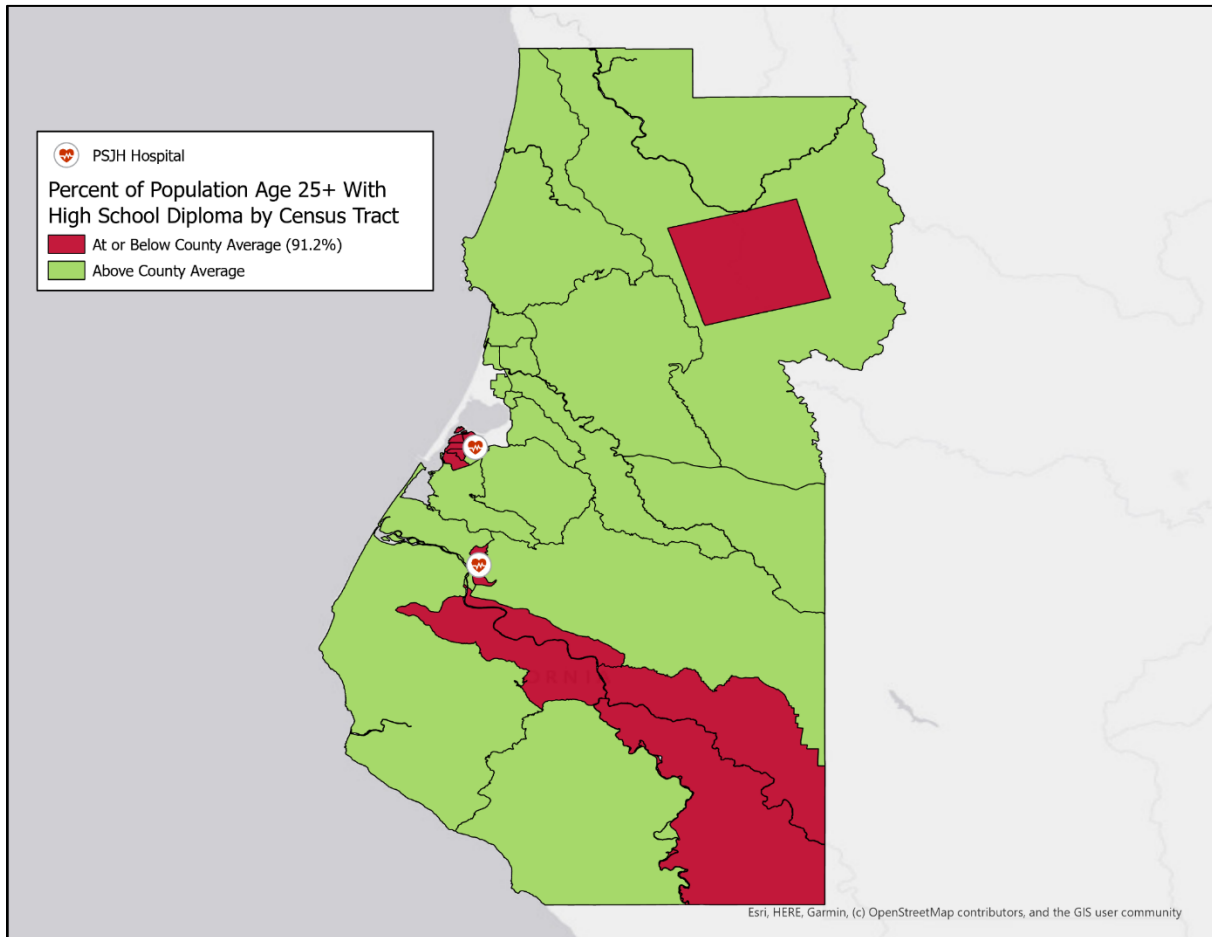 PSJH Hospital
Percent of Population Age 25+ With
High School Diploma by Census Tract
At or Below County Average (91.2%)
Above County Average
ORNI
Esri, HERE, Garmin, (c) OpenStreetMap contributors, and the GIS user community